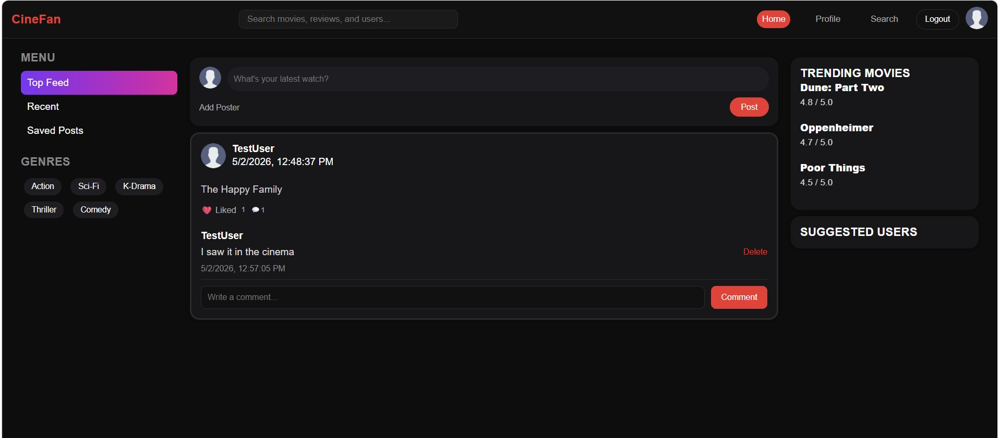 CineFan
Search movies, reviews, and users...
Home
Profile
Search
Logout
MENU
Top Feed
Recent
Saved Posts
GENRES
Action
Sci-Fi
K-Drama
Thriller
Comedy
What's your latest watch?
Add Poster
Post
TestUser
5/2/2026, 12:48:37 PM
The Happy Family
Liked 1 1
TestUser
I saw it in the cinema
Delete
5/2/2026, 12:57:05 PM
Write a comment...
Comment
TRENDING MOVIES
Dune: Part Two
4.8 / 5.0
Oppenheimer
4.7 / 5.0
Poor Things
4.5 / 5.0
SUGGESTED USERS